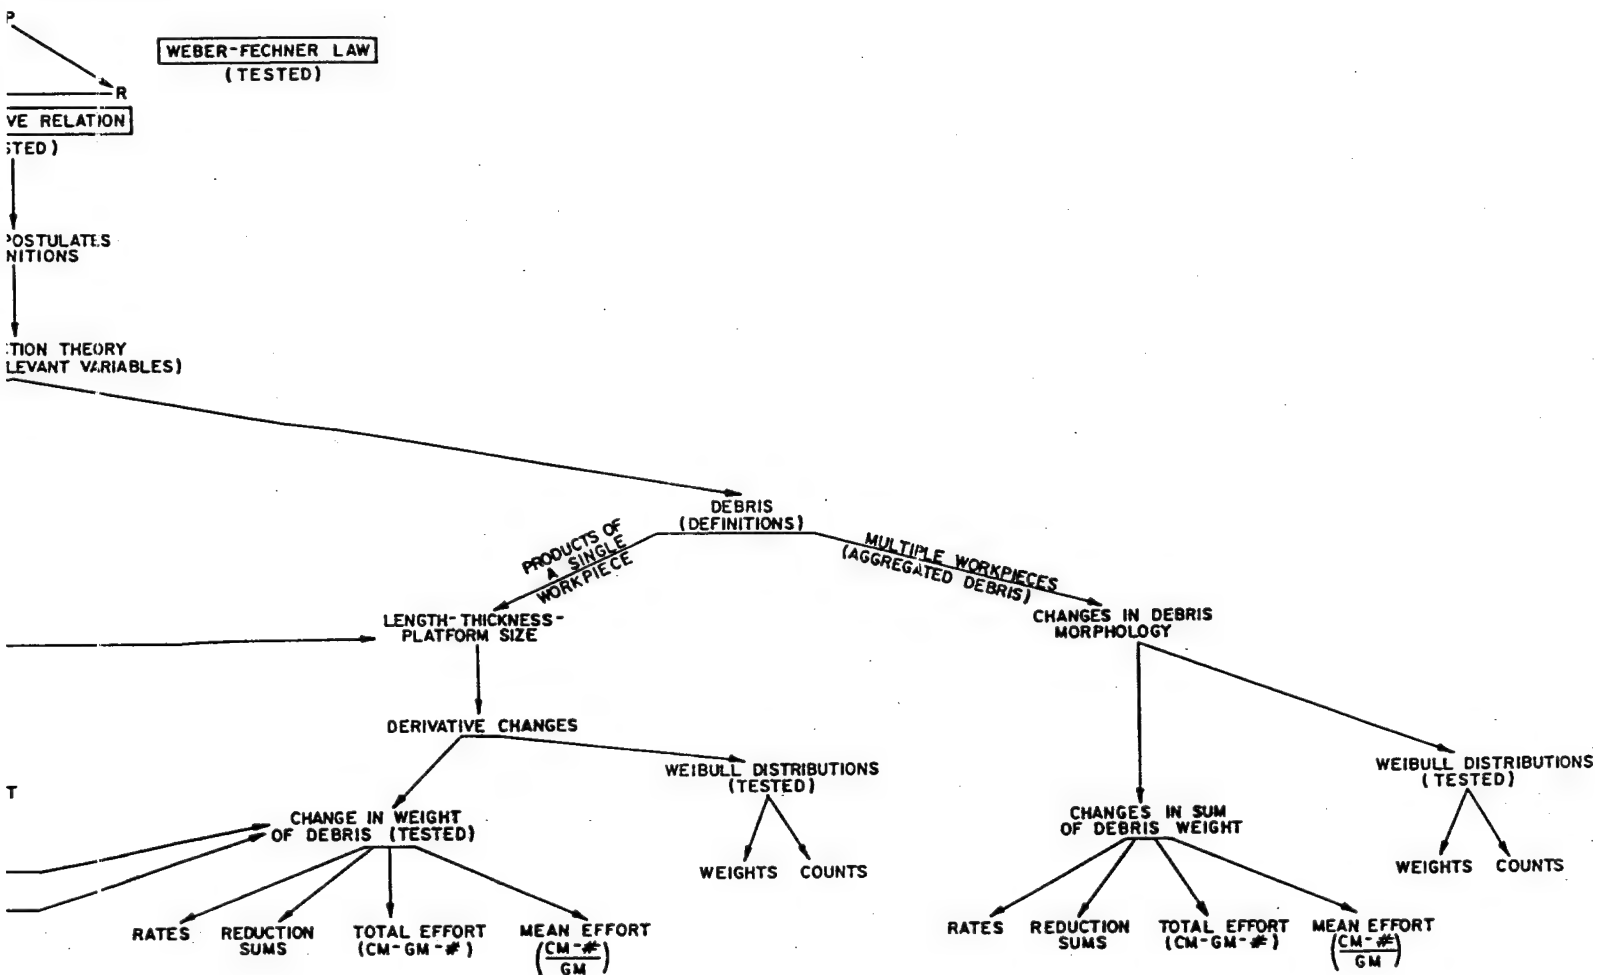 P
WEBER-FECHNER LAW
(TESTED)
R
VE RELATION
STED)
POSTULATES
NITIONS
TION THEORY
LEVANT VARIABLES)
DEBRIS
(DEFINITIONS)
PRODUCTS OF
A SINGLE
WORKPIECE
MULTIPLE WORKPIECES
(AGGREGATED DEBRIS)
LENGTH-THICKNESS-
PLATFORM SIZE
CHANGES IN DEBRIS
MORPHOLOGY
DERIVATIVE CHANGES
WEIBULL DISTRIBUTIONS
(TESTED)
WEIBULL DISTRIBUTIONS
(TESTED)
T
CHANGE IN WEIGHT
OF DEBRIS (TESTED)
CHANGES IN SUM
OF DEBRIS WEIGHT
WEIGHTS COUNTS
WEIGHTS COUNTS
RATES
REDUCTION
SUMS
TOTAL EFFORT
(CM-GM-#)
MEAN EFFORT
(CM-#)
GM
RATES
REDUCTION
SUMS
TOTAL EFFORT
(CM-GM-#)
MEAN EFFORT
(CM-#)
GM